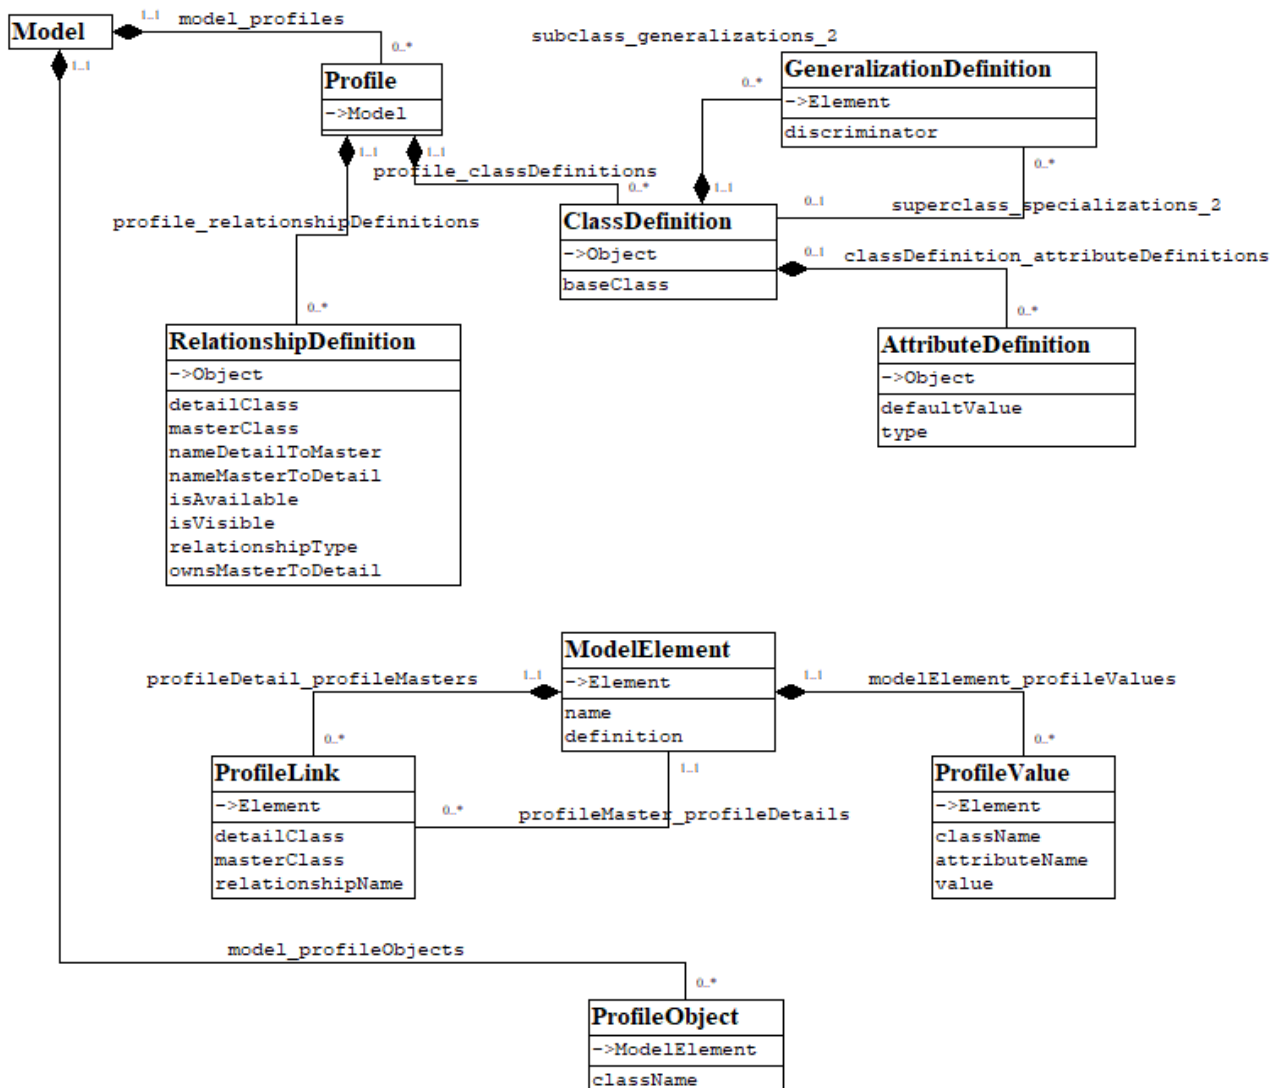 Model
1..1
model_profiles
0..*
1..1
Profile
->Model
1..1
1..1
subclass_generalizations_2
0..*
GeneralizationDefinition
->Element
discriminator
0..*
profile_classDefinitions
0..*
1..1
0..1
superclass_specializations_2
profile_relationshipDefinitions
0..*
ClassDefinition
->Object
baseClass
0..1
classDefinition_attributeDefinitions
0..*
RelationshipDefinition
->Object
detailClass
masterClass
nameDetailToMaster
nameMasterToDetail
isAvailable
isVisible
relationshipType
ownsMasterToDetail
AttributeDefinition
->Object
defaultValue
type
ModelElement
->Element
name
definition
profileDetail_profileMasters
1..1
0..*
1..1
modelElement_profileValues
0..*
1..1
ProfileLink
->Element
detailClass
masterClass
relationshipName
0..*
profileMaster_profileDetails
ProfileValue
->Element
className
attributeName
value
model_profileObjects
0..*
ProfileObject
->ModelElement
className